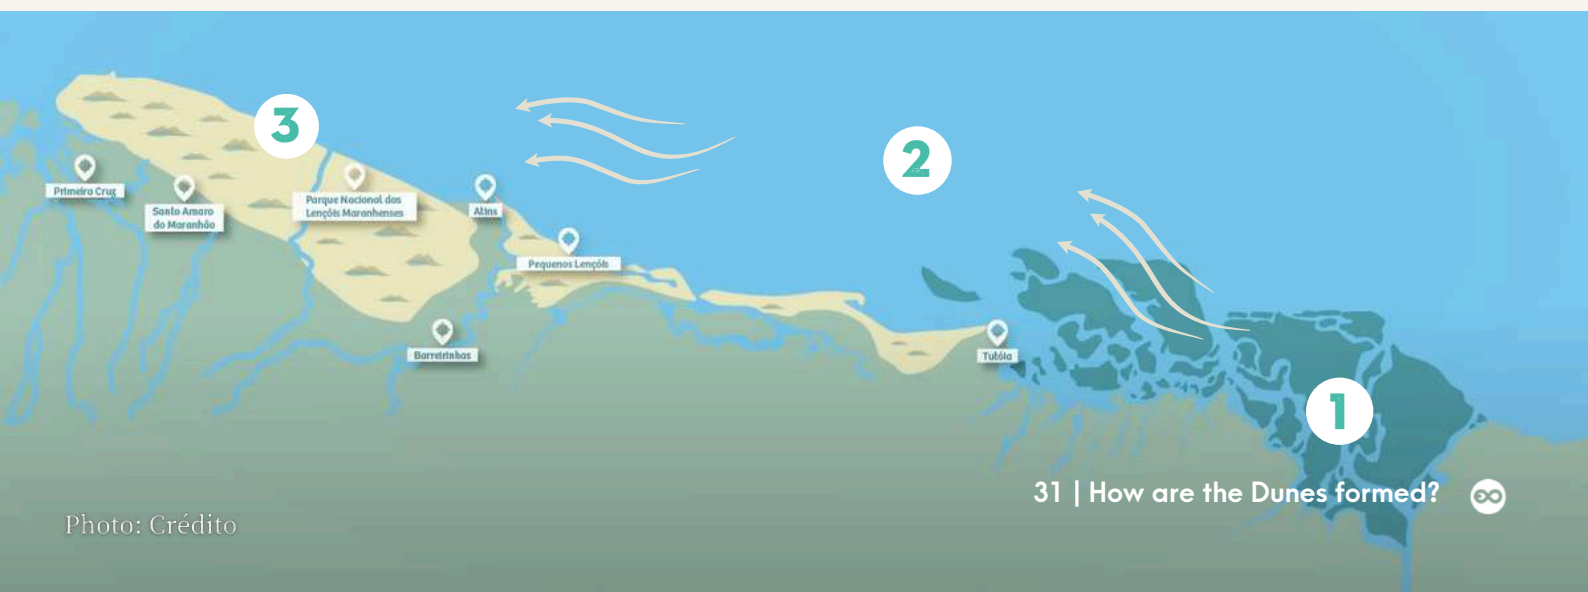 3
2
Primeira Cruz
Santo Amaro
do Maranhão
Parque Nacional dos
Lençóis Maranhenses
Atins
Pequenos Lençóis
Barreirinhas
Tutóia
1
31 | How are the Dunes formed?
Photo: Crédito